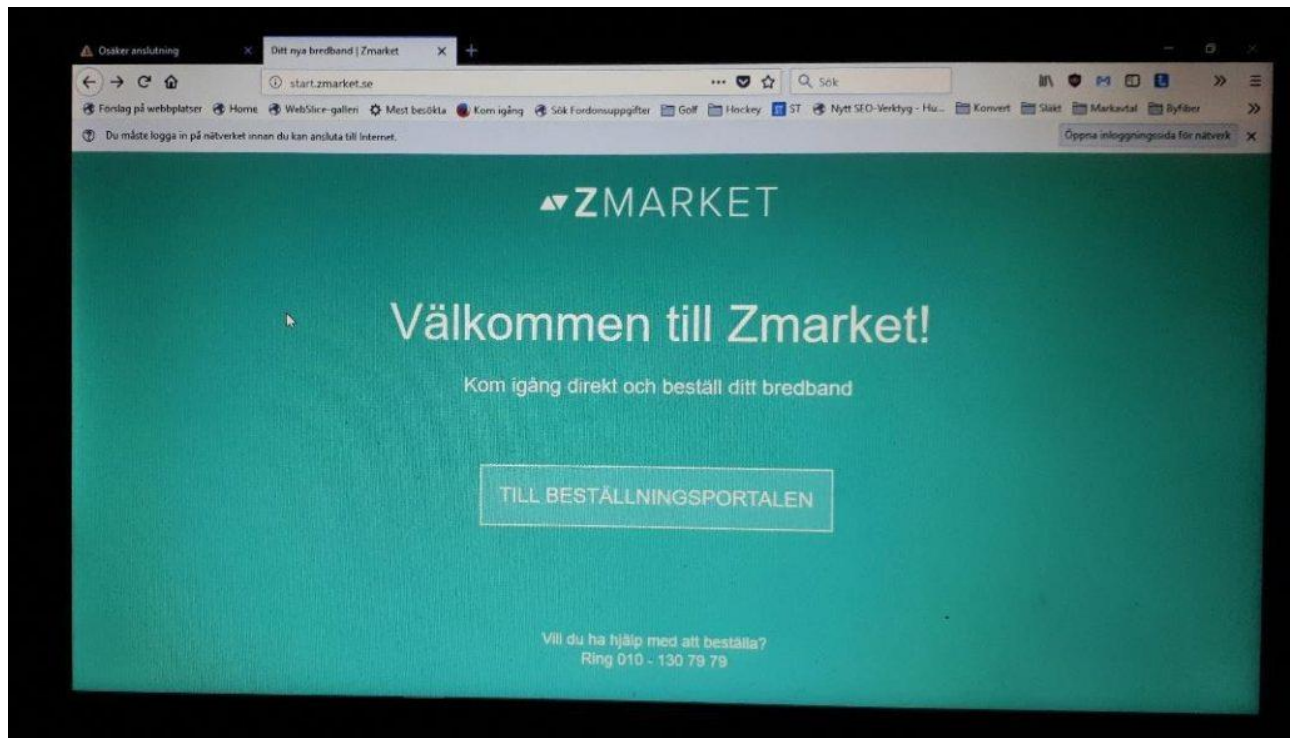 Osäker anslutning
Ditt nya bredband | Zmarket
start.zmarket.se
Sök
Förslag på webbplatser Home WebSlice-galleri Mest besökta Kom igång Sök Fordonsuppgifter Golf Hockey ST Nytt SEO-Verktyg - Hu... Konvert Släkt Markavtal Byfiber
Du måste logga in på nätverket innan du kan ansluta till Internet. Öppna inloggningssida för nätverk
ZMARKET
Välkommen till Zmarket!
Kom igång direkt och beställ ditt bredband
TILL BESTÄLLNINGSPORTALEN
Vill du ha hjälp med att beställa?
Ring 010 - 130 79 79